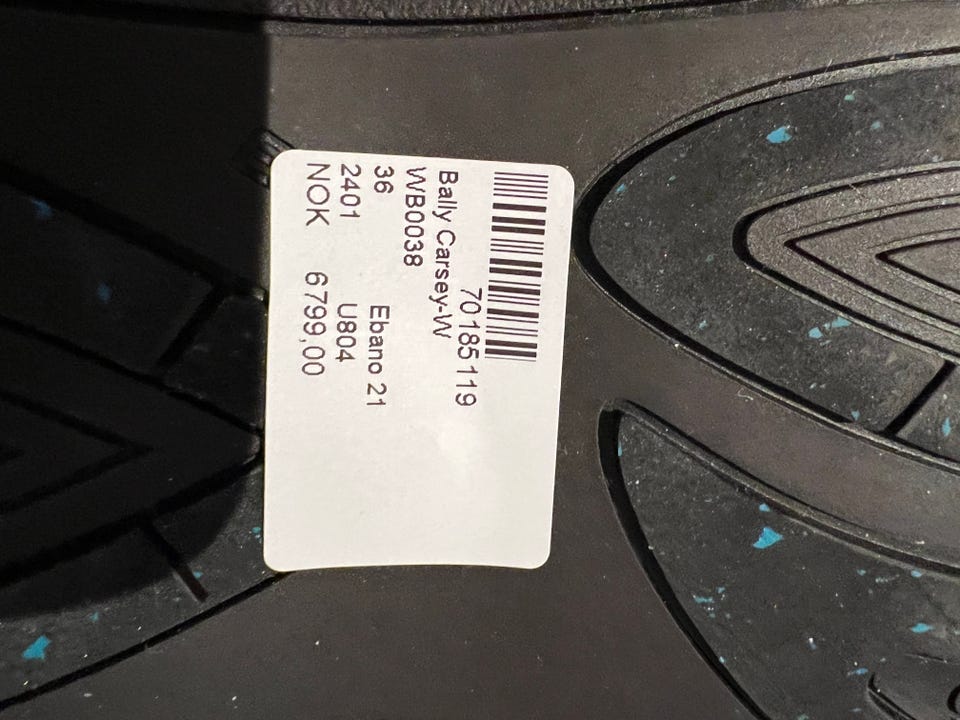 70185119
Bally Carsey-W
WB0038
36 Ebano 21
2401 U804
NOK 6799,00